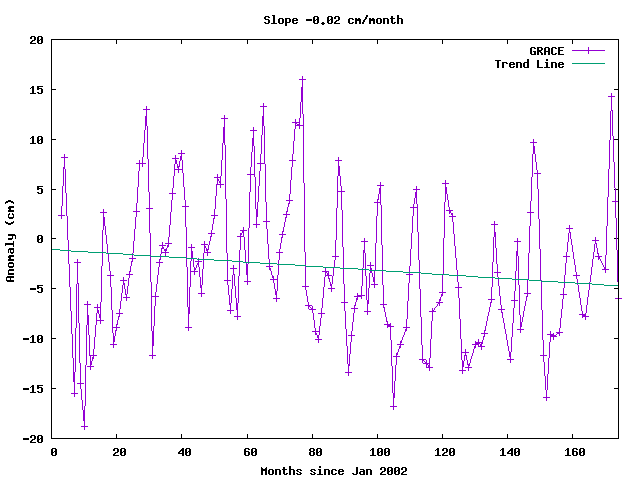 Slope -0.02 cm/month
GRACE
Trend Line
20
15
10
5
0
-5
-10
-15
-20
Anomaly (cm)
0 20 40 60 80 100 120 140 160
Months since Jan 2002